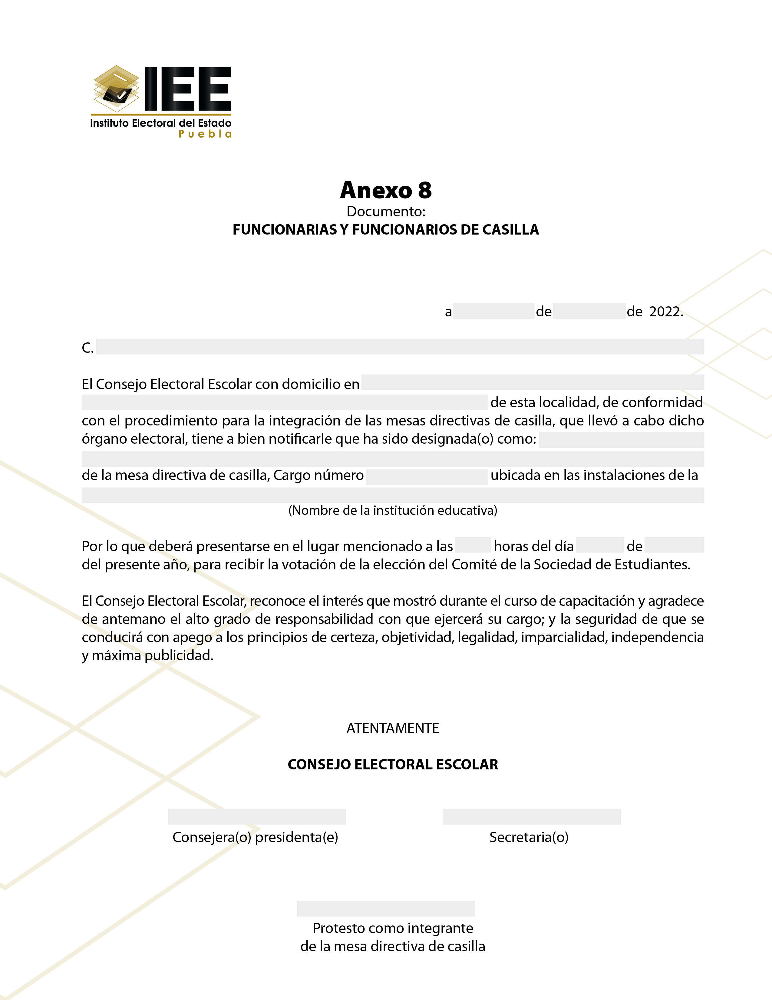 IEE
Instituto Electoral del Estado
Puebla
Anexo 8
Documento:
FUNCIONARIAS Y FUNCIONARIOS DE CASILLA
a de de 2022.
C.
El Consejo Electoral Escolar con domicilio en
de esta localidad, de conformidad
con el procedimiento para la integración de las mesas directivas de casilla, que llevó a cabo dicho
órgano electoral, tiene a bien notificarle que ha sido designada(o) como:
de la mesa directiva de casilla, Cargo número ubicada en las instalaciones de la
(Nombre de la institución educativa)
Por lo que deberá presentarse en el lugar mencionado a las horas del día de
del presente año, para recibir la votación de la elección del Comité de la Sociedad de Estudiantes.
El Consejo Electoral Escolar, reconoce el interés que mostró durante el curso de capacitación y agradece
de antemano el alto grado de responsabilidad con que ejercerá su cargo; y la seguridad de que se
conducirá con apego a los principios de certeza, objetividad, legalidad, imparcialidad, independencia
y máxima publicidad.
ATENTAMENTE
CONSEJO ELECTORAL ESCOLAR
Consejera(o) presidenta(e) Secretaria(o)
Protesto como integrante
de la mesa directiva de casilla